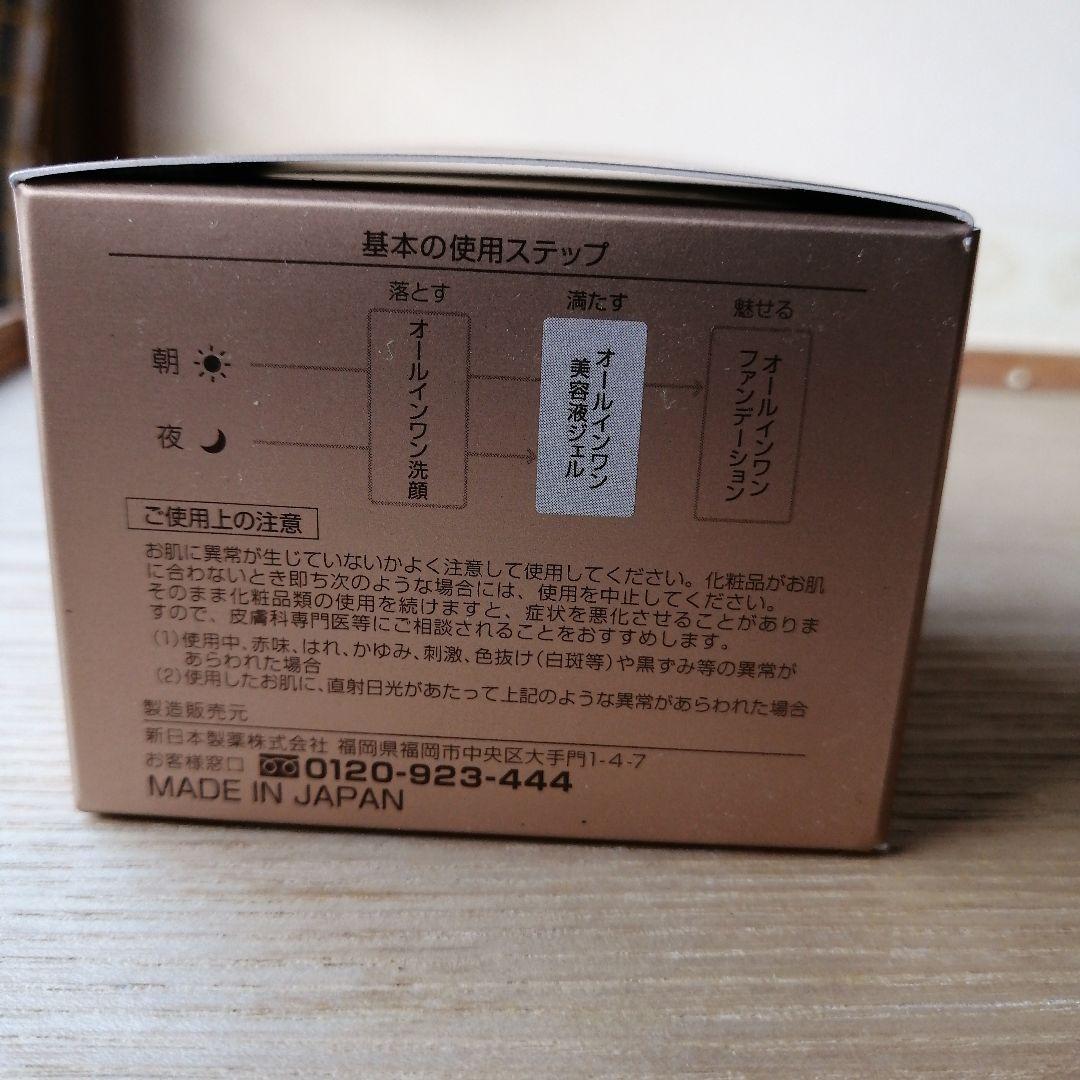 基本の使用ステップ
落とす
満たす
魅せる
朝
夜
オールインワン洗顔
オールインワン
美容液ジェル
オールインワン
ファンデーション
ご使用上の注意
お肌に異常が生じていないかよく注意して使用してください。化粧品がお肌
に合わないとき即ち次のような場合には、使用を中止してください。
そのまま化粧品類の使用を続けますと、症状を悪化させることがありま
すので、皮膚科専門医等にご相談されることをおすすめします。
(1)使用中、赤味、はれ、かゆみ、刺激、色抜け(白斑等)や黒ずみ等の異常が
あらわれた場合
(2)使用したお肌に、直射日光があたって上記のような異常があらわれた場合
製造販売元
新日本製薬株式会社 福岡県福岡市中央区大手門1-4-7
お客様窓口 0120-923-444
MADE IN JAPAN